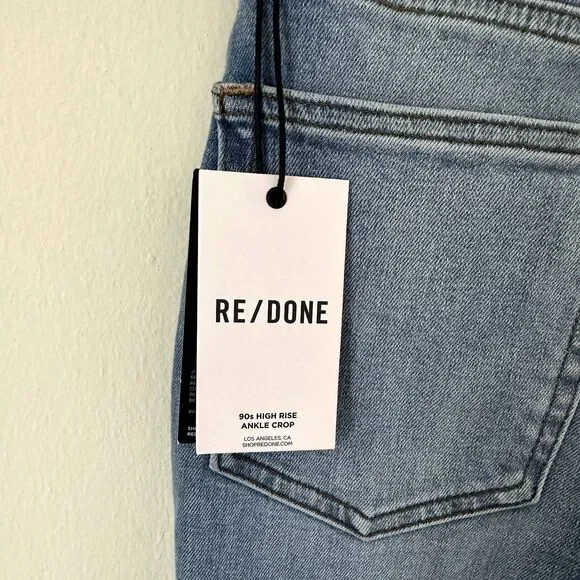 RE/DONE
90s HIGH RISE
ANKLE CROP
LOS ANGELES, CA
SHOPREDONE.COM